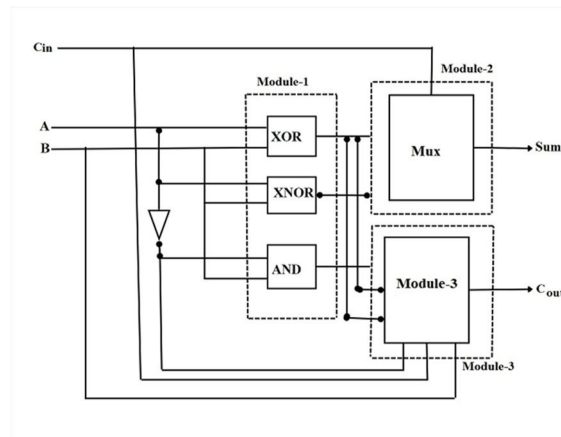 Cin
Module-1
Module-2
A
B
XOR
Mux
Sum
XNOR
AND
Module-3
Cout
Module-3